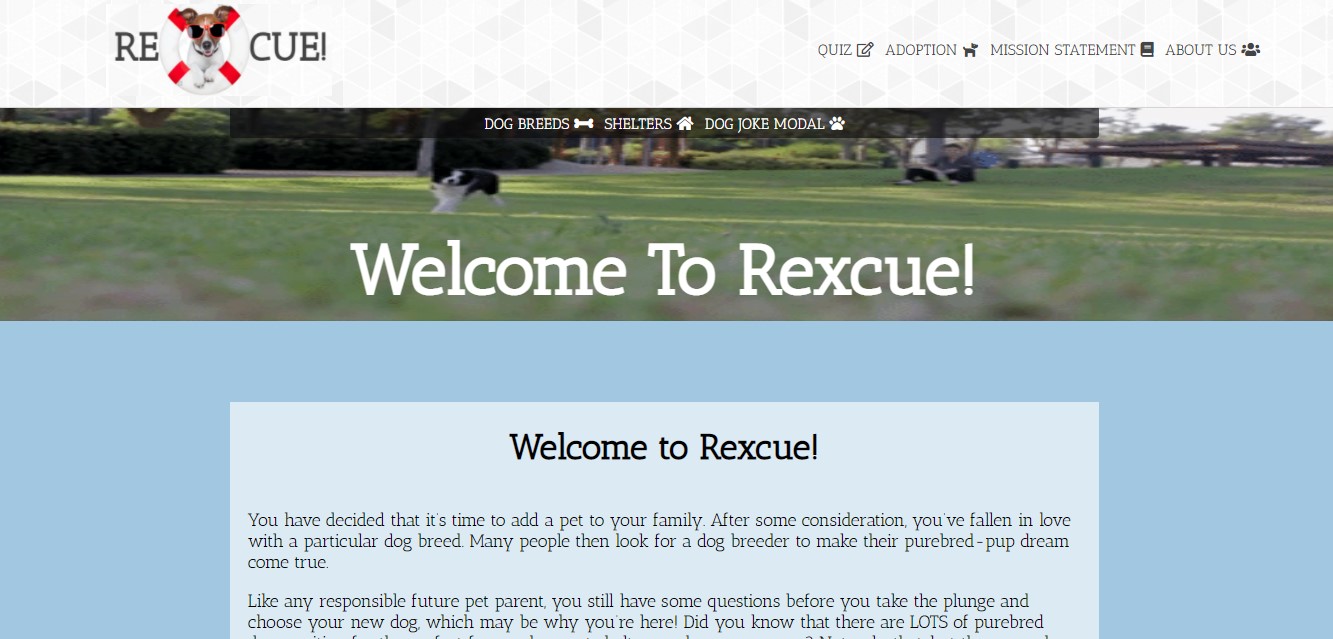 RE CUE!
QUIZ ADOPTION MISSION STATEMENT ABOUT US
DOG BREEDS SHELTERS DOG JOKE MODAL
Welcome To Rexcue!
Welcome to Rexcue!
You have decided that it's time to add a pet to your family. After some consideration, you've fallen in love
with a particular dog breed. Many people then look for a dog breeder to make their purebred-pup dream
come true.
Like any responsible future pet parent, you still have some questions before you take the plunge and
choose your new dog, which may be why you're here! Did you know that there are LOTS of purebred